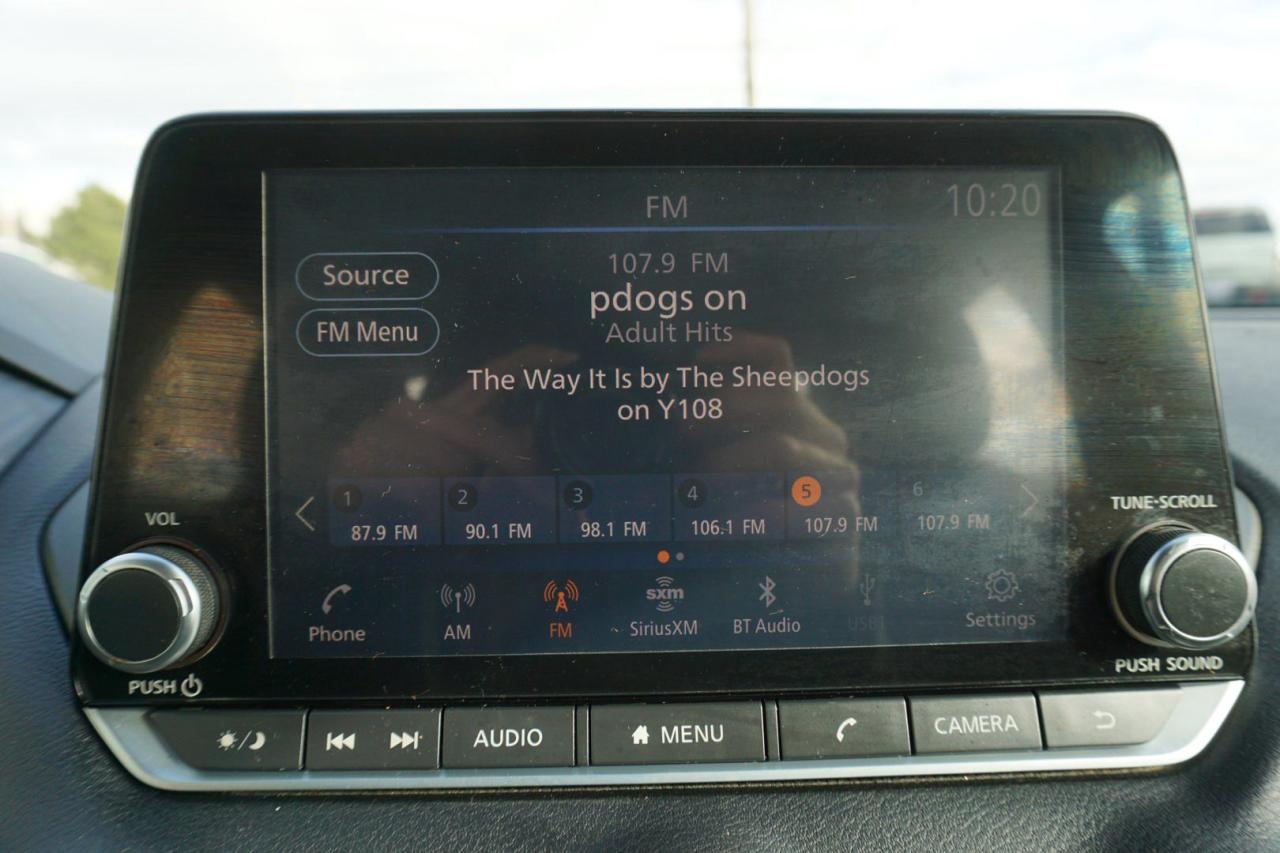 FM
10:20
Source
FM Menu
107.9 FM
pdogs on
Adult Hits
The Way It Is by The Sheepdogs
on Y108
1
87.9 FM
2
90.1 FM
3
98.1 FM
4
106.1 FM
5
107.9 FM
6
107.9 FM
Phone
AM
FM
sxm
SiriusXM
BT Audio
USB1
Settings
VOL
PUSH
TUNE·SCROLL
PUSH SOUND
AUDIO
MENU
CAMERA